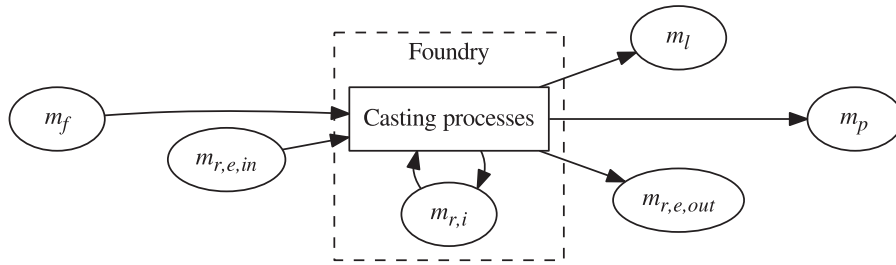 Foundry
m_l
m_f
Casting processes
m_p
m_{r,e,in}
m_{r,i}
m_{r,e,out}